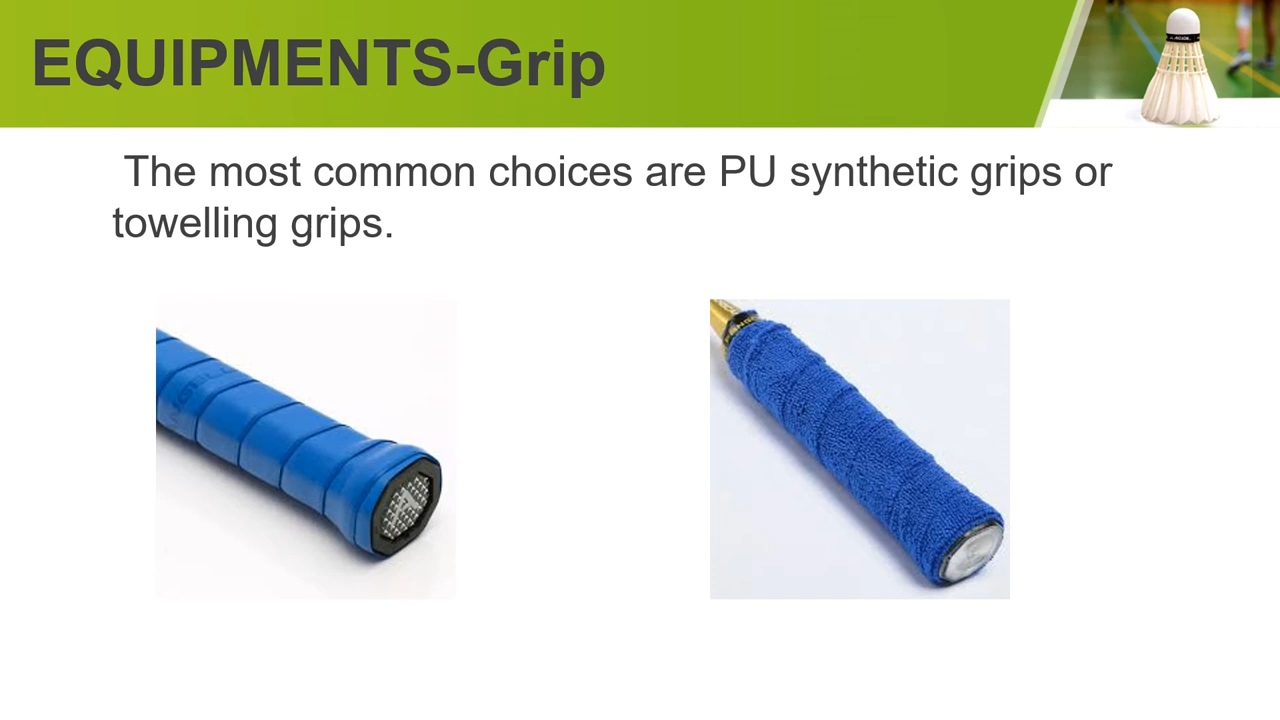 EQUIPMENTS-Grip
The most common choices are PU synthetic grips or
towelling grips.